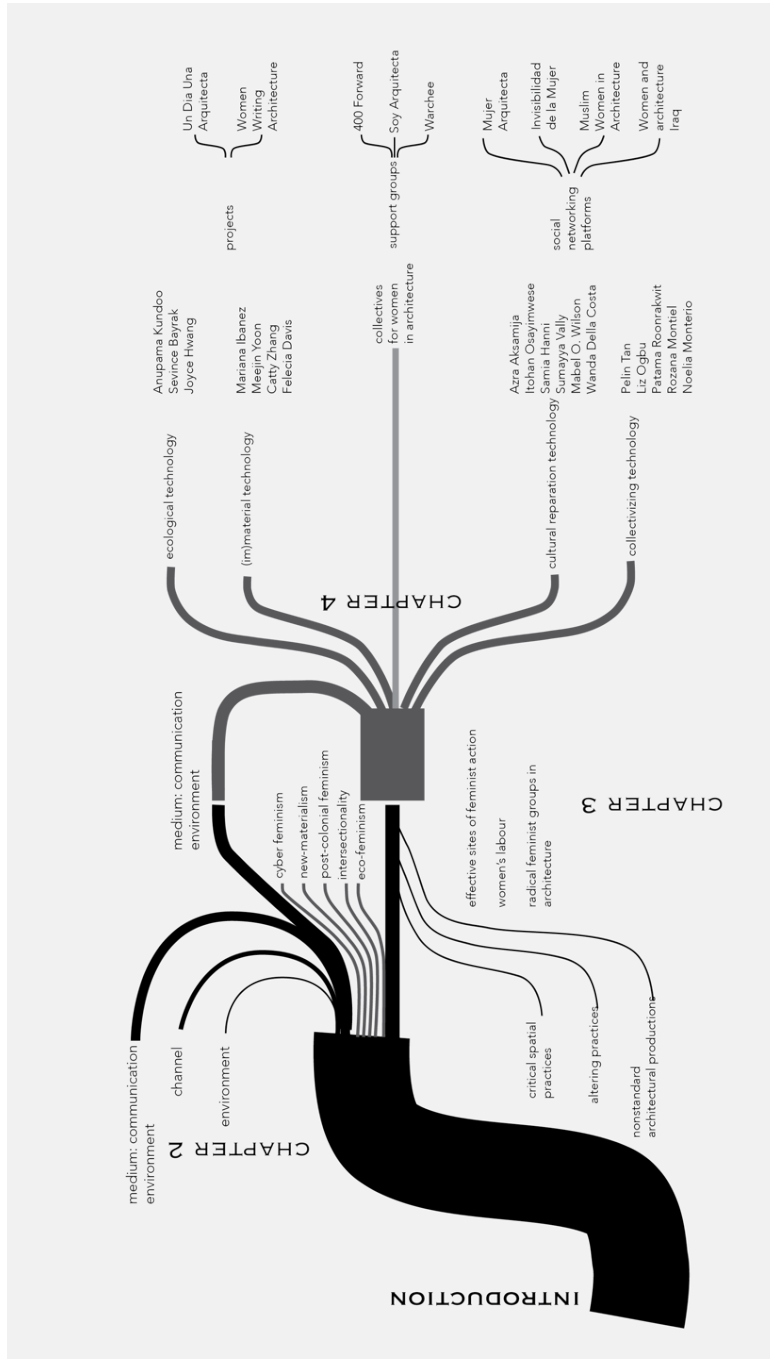 INTRODUCTION
CHAPTER 2
medium: communication
environment
channel
environment
critical spatial
practices
altering practices
nonstandard
architectural productions
CHAPTER 3
medium: communication
environment
cyber feminism
new-materialism
post-colonial feminism
intersectionality
eco-feminism
effective sites of feminist action
women's labour
radical feminist groups in
architecture
CHAPTER 4
ecological technology
Anupama Kundoo
Sevince Bayrak
Joyce Hwang
(im)material technology
Mariana Ibanez
Meejin Yoon
Catty Zhang
Felecia Davis
collectives
for women
in architecture
cultural reparation technology
Azra Aksamija
Itohan Osayimwese
Samia Hanni
Sumayya Vally
Mabel O. Wilson
Wanda Della Costa
collectivizing technology
Pelin Tan
Liz Ogbu
Patama Roonrakwit
Rozana Montiel
Noelia Monterio
projects
Un Dia Una
Arquitecta
Women
Writing
Architecture
support groups
400 Forward
Soy Arquitecta
Warchee
social
networking
platforms
Mujer
Arquitecta
Invisibilidad
de la Mujer
Muslim
Women in
Architecture
Women and
architecture
Iraq